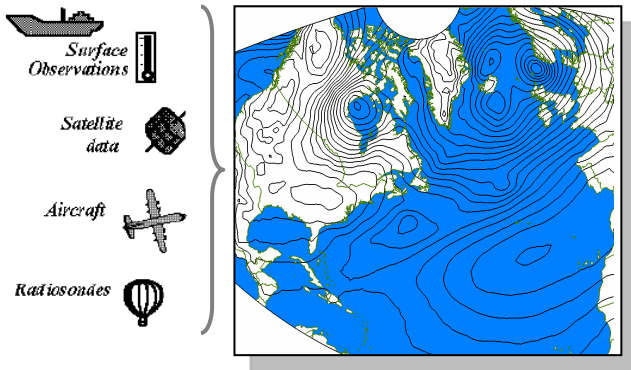 Surface
Observations
Satellite
data
Aircraft
Radiosondes